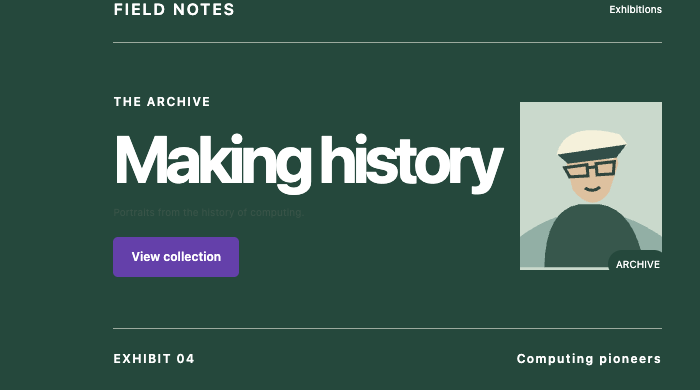 FIELD NOTES
Exhibitions
THE ARCHIVE
Making history
Portraits from the history of computing.
View collection
ARCHIVE
EXHIBIT 04
Computing pioneers